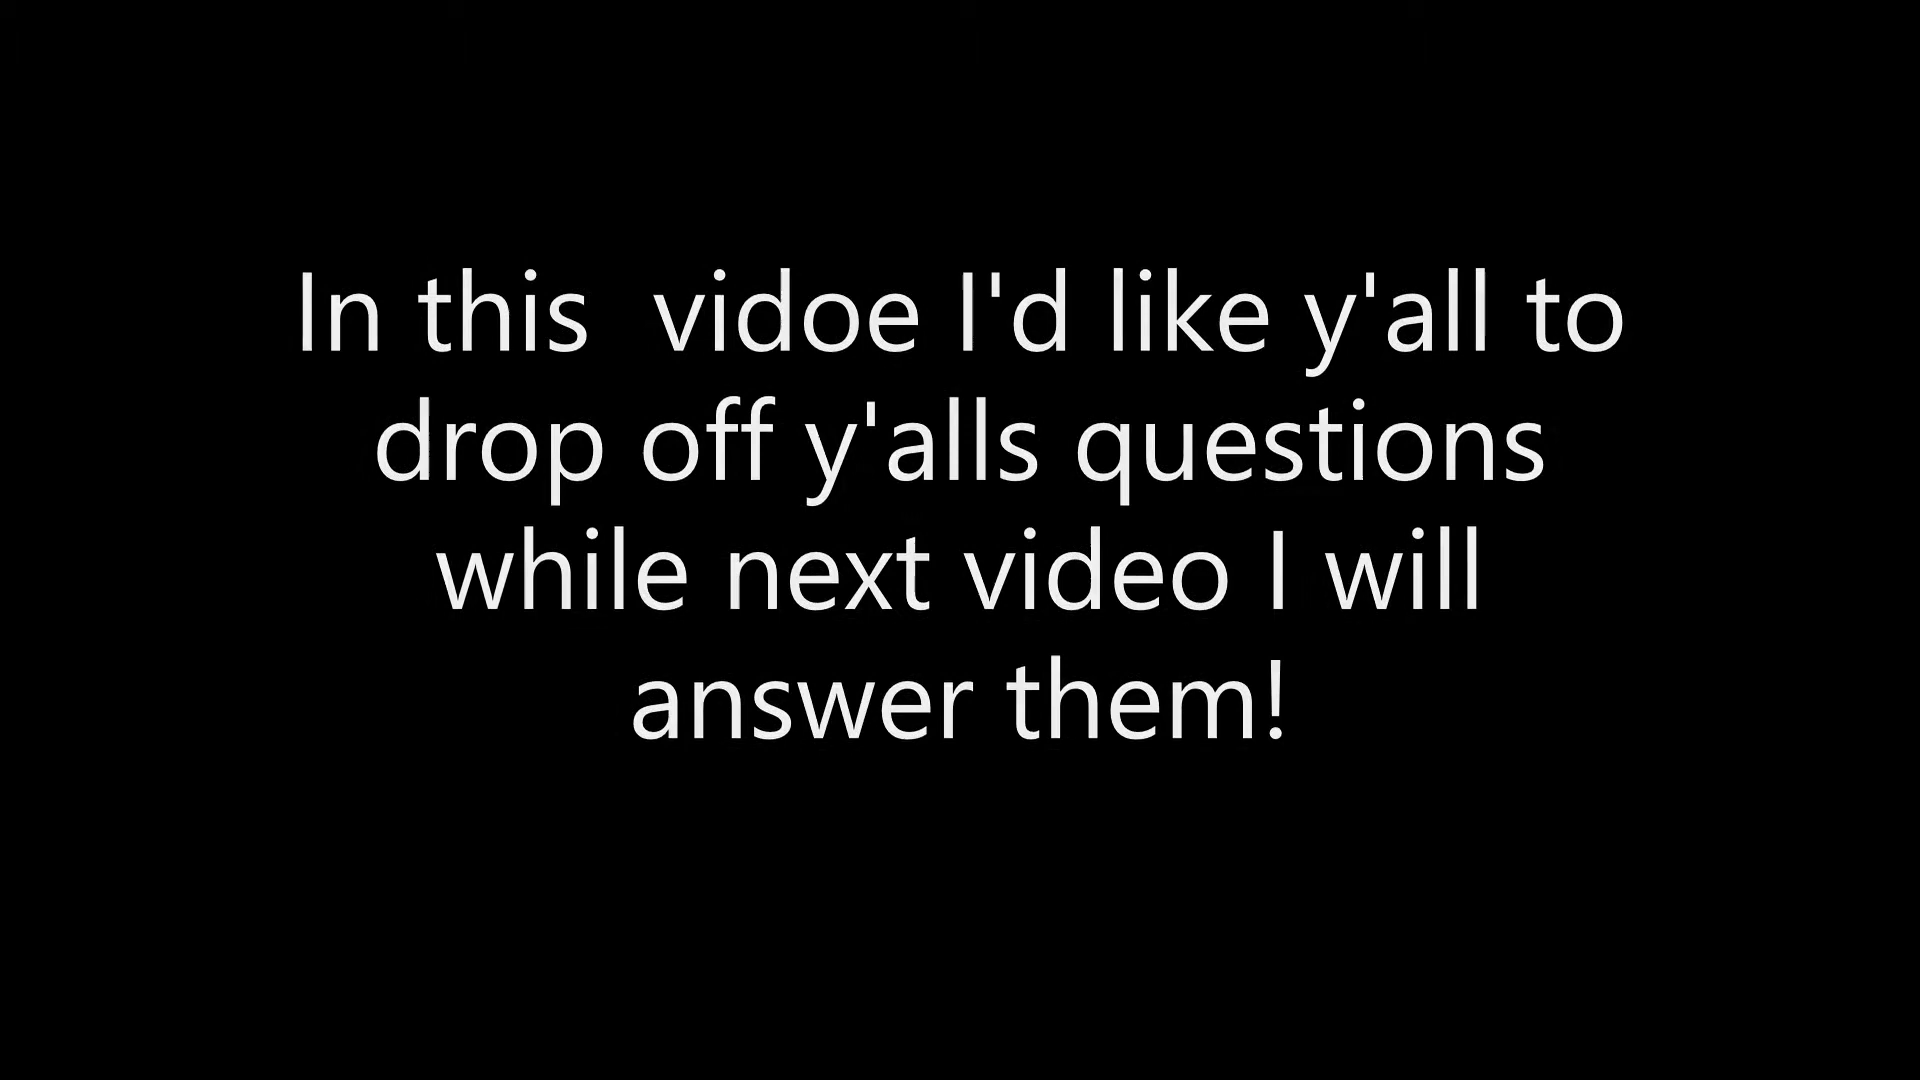 In this  vidoe I'd like y'all to
drop off y'alls questions
while next video I will
answer them!